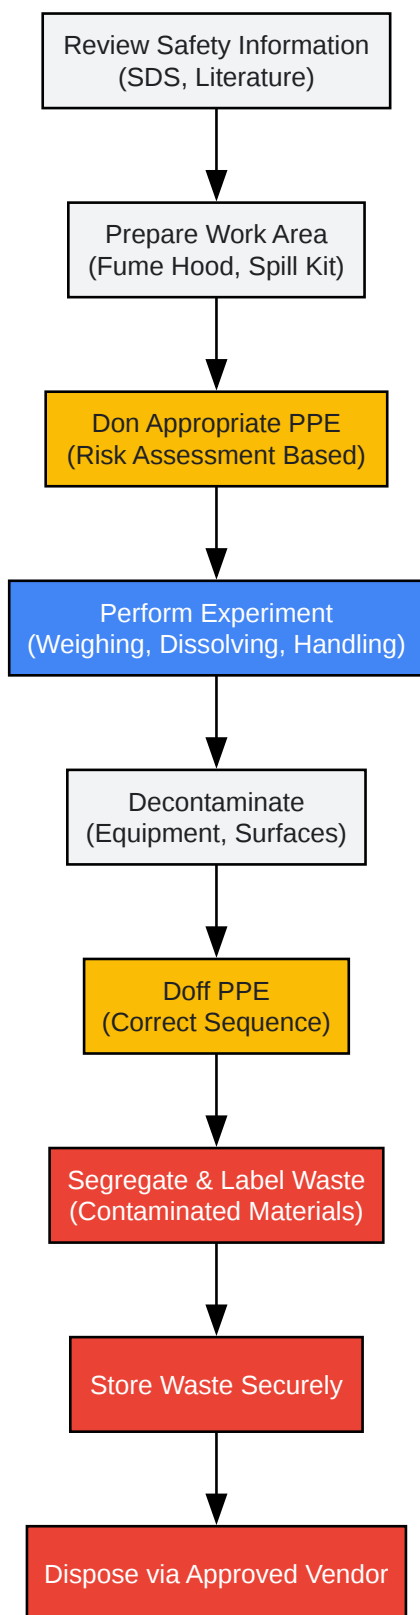 Review Safety Information
(SDS, Literature)
Prepare Work Area
(Fume Hood, Spill Kit)
Don Appropriate PPE
(Risk Assessment Based)
Perform Experiment
(Weighing, Dissolving, Handling)
Decontaminate
(Equipment, Surfaces)
Doff PPE
(Correct Sequence)
Segregate & Label Waste
(Contaminated Materials)
Store Waste Securely
Dispose via Approved Vendor